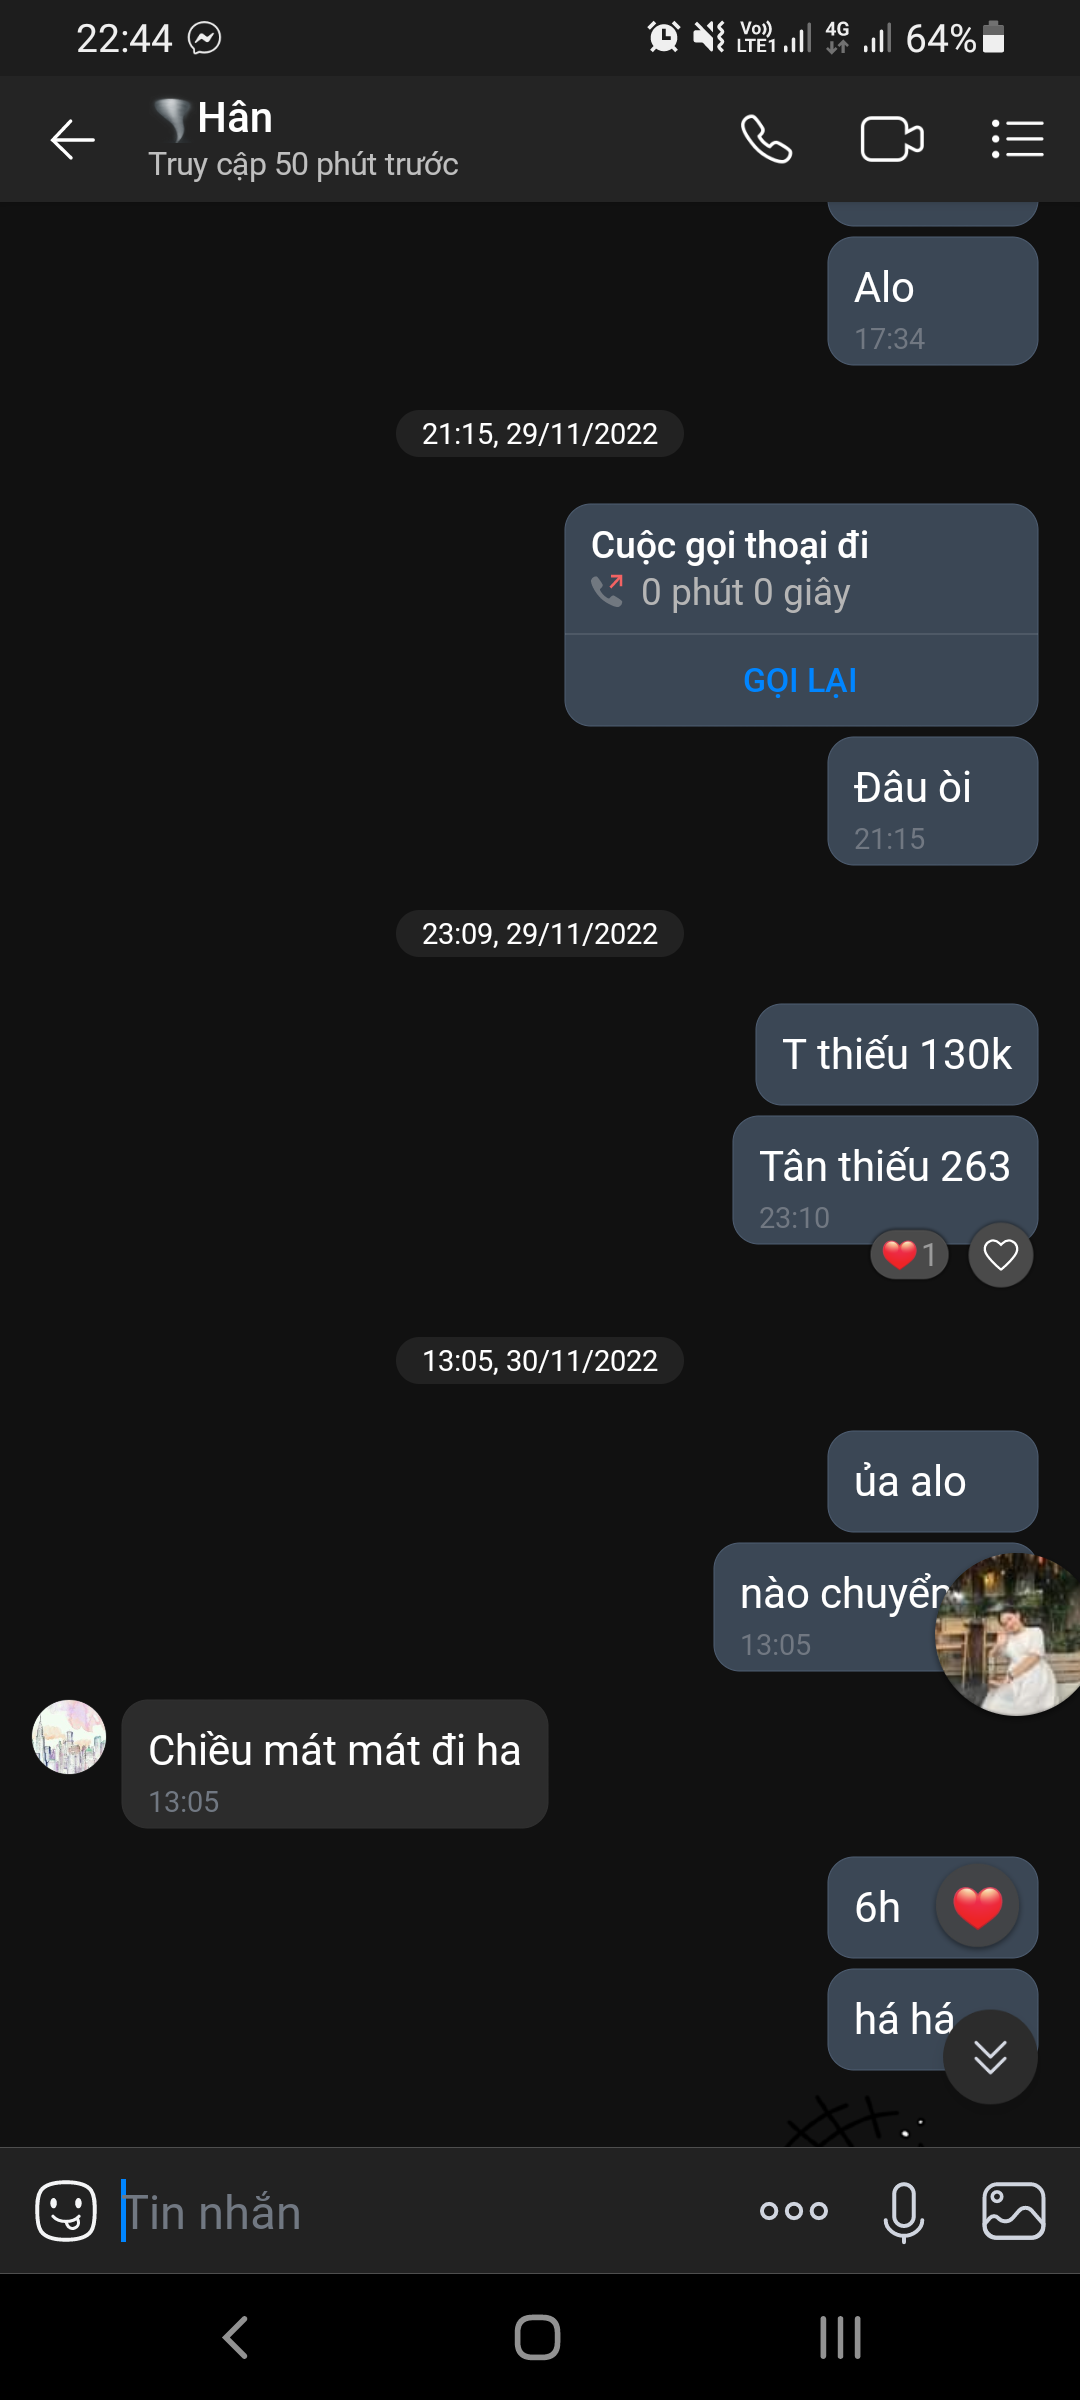 22:44
Vo)) LTE1
4G
64%
Hân
Truy cập 50 phút trước
Alo
17:34
21:15, 29/11/2022
Cuộc gọi thoại đi
0 phút 0 giây
GỌI LẠI
Đâu òi
21:15
23:09, 29/11/2022
T thiếu 130k
Tân thiếu 263
23:10
1
13:05, 30/11/2022
ủa alo
nào chuyển
13:05
Chiều mát mát đi ha
13:05
6h
há há
Tin nhắn